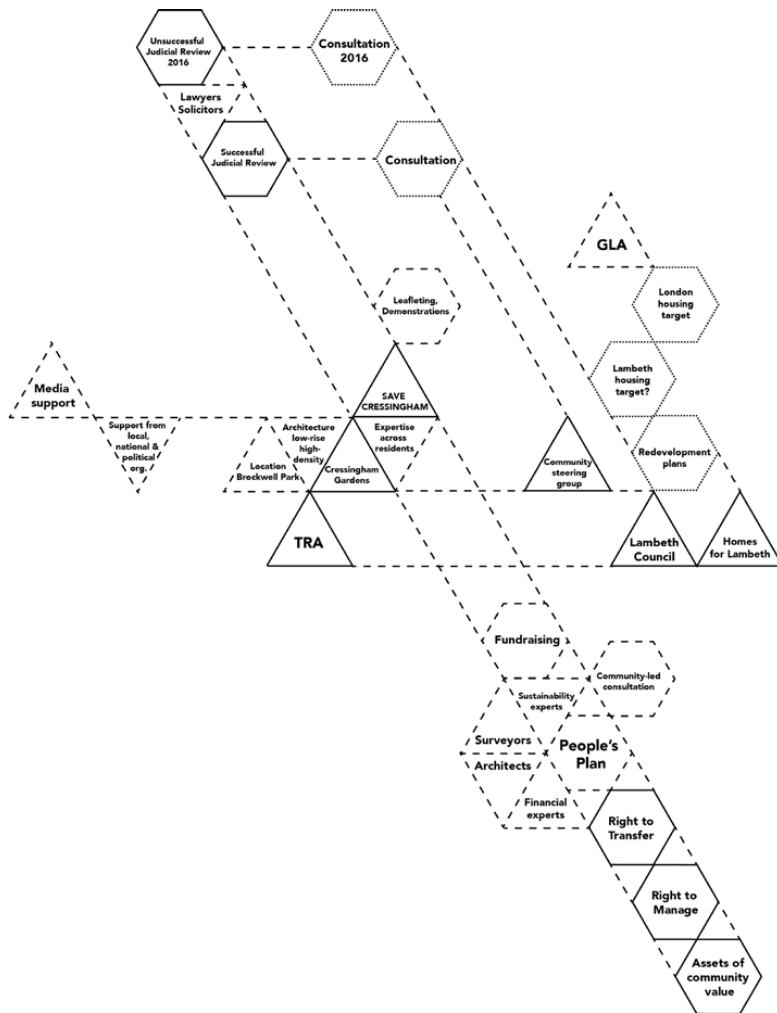 Unsuccessful
Judicial Review
2016
Consultation
2016
Lawyers
Solicitors
Successful
Judicial Review
Consultation
GLA
London
housing
target
Leafleting,
Demonstrations
Lambeth
housing
target?
Media
support
SAVE
CRESSINGHAM
Support from
local,
national &
political
org.
Architecture
low-rise
high-
density
Expertise
across
residents
Location
Brockwell Park
Cressingham
Gardens
Community
steering
group
Redevelopment
plans
TRA
Lambeth
Council
Homes
for Lambeth
Fundraising
Community-led
consultation
Sustainability
experts
Surveyors
Architects
People's
Plan
Financial
experts
Right to
Transfer
Right to
Manage
Assets of
community
value